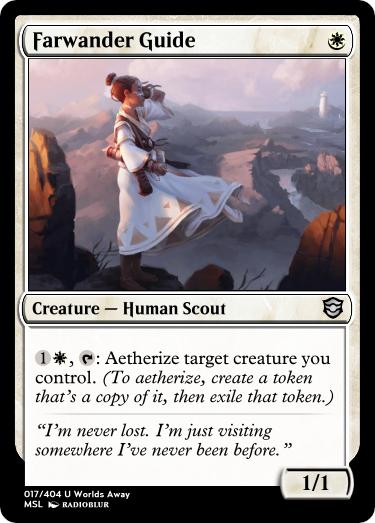 Farwander Guide
Creature — Human Scout
1, : Aetherize target creature you
control. (To aetherize, create a token
that's a copy of it, then exile that token.)
“I'm never lost. I'm just visiting
somewhere I've never been before.”
1/1
017/404 U Worlds Away
MSL RADIOBLUR